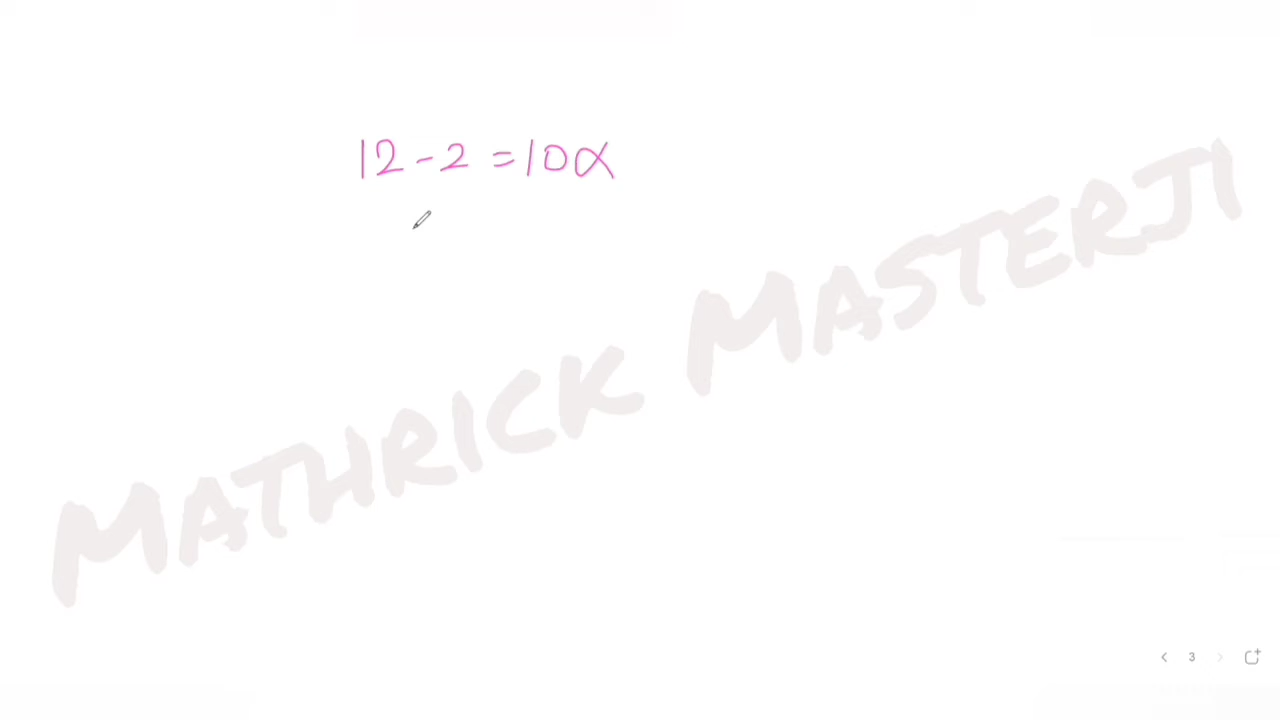 12-2 = 10α
MATHRICK MASTERJI
3